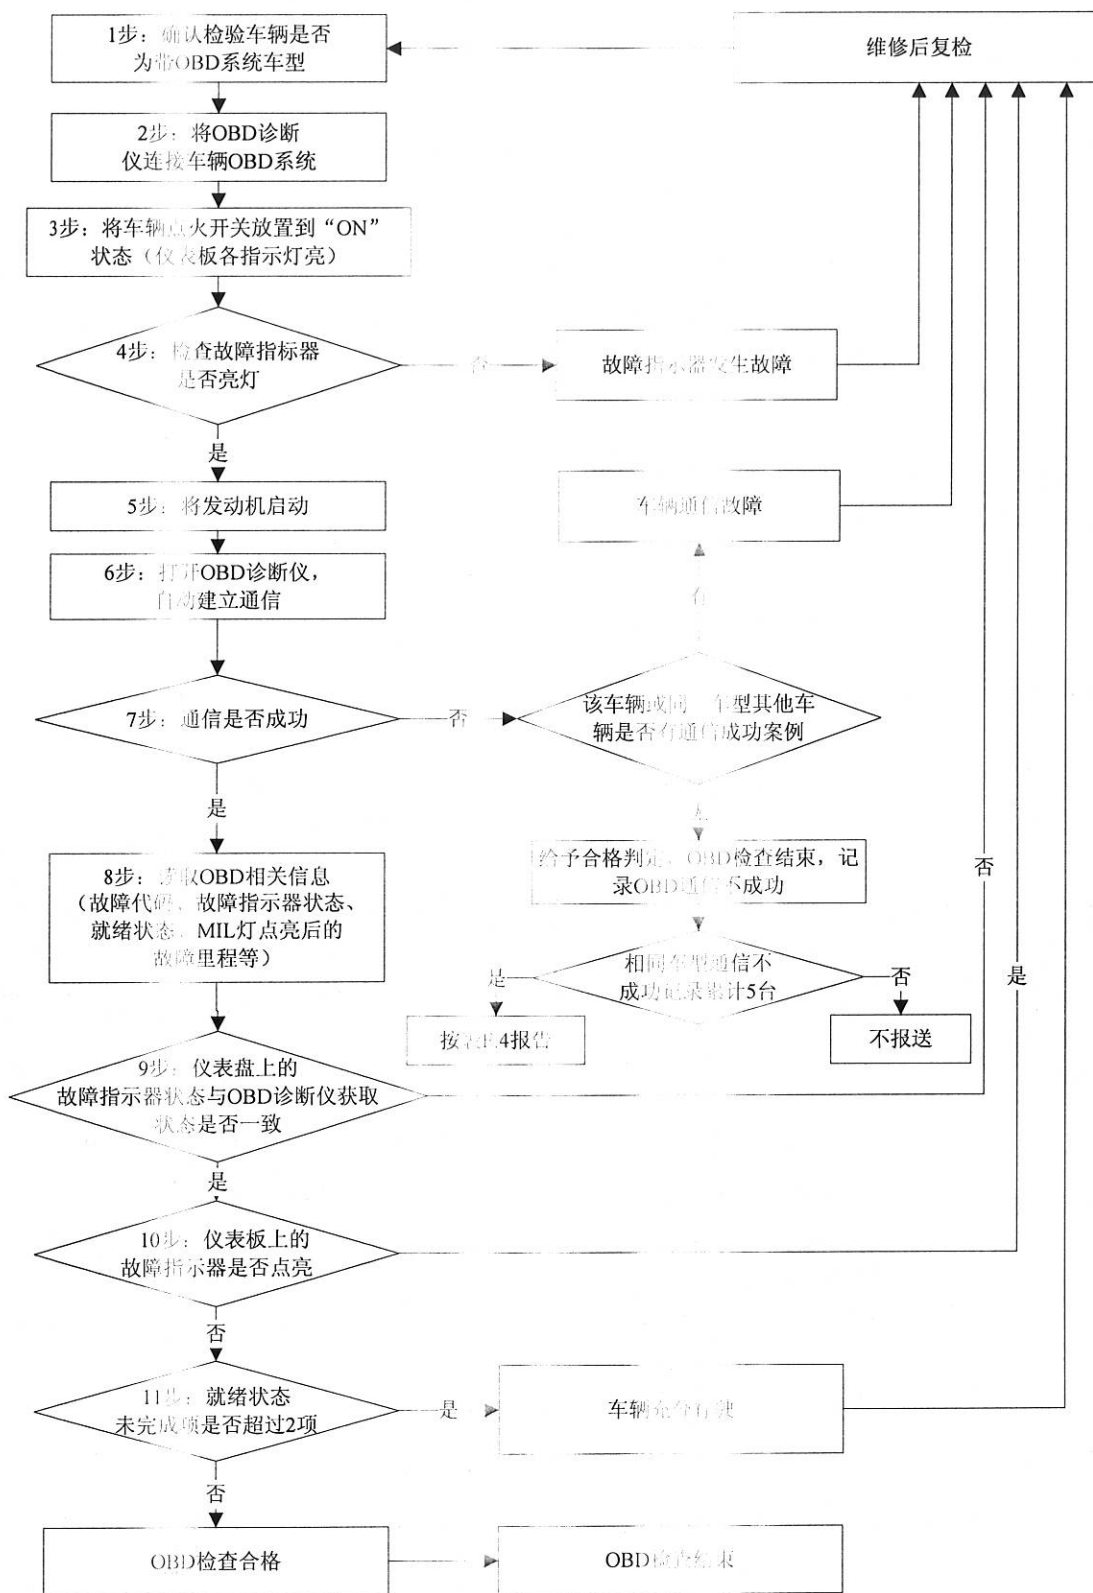 1步：确认检验车辆是否
为带OBD系统车型
维修后复检
2步：将OBD诊断
仪连接车辆OBD系统
3步：将车辆点火开关放置到“ON”
状态（仪表板各指示灯亮）
4步：检查故障指标器
是否亮灯
否
故障指示器发生故障
是
5步：将发动机启动
车辆通信故障
6步：打开OBD诊断仪，
自动建立通信
有
7步：通信是否成功
否
该车辆或同 车型其他车
辆是否有通信成功案例
是
给予合格判定，OBD检查结束，记
录OBD通信不成功
否
8步：读取OBD相关信息
（故障代码、故障指示器状态、
就绪状态、MIL灯点亮后的
故障里程等）
相同车型通信不
成功记录累计5台
是
否
是
按 4报告
不报送
9步：仪表盘上的
故障指示器状态与OBD诊断仪获取
状态是否一致
是
10步：仪表板上的
故障指示器是否点亮
否
11步：就绪状态
未完成项是否超过2项
是
车辆充分行驶
否
OBD检查合格
OBD检查结束